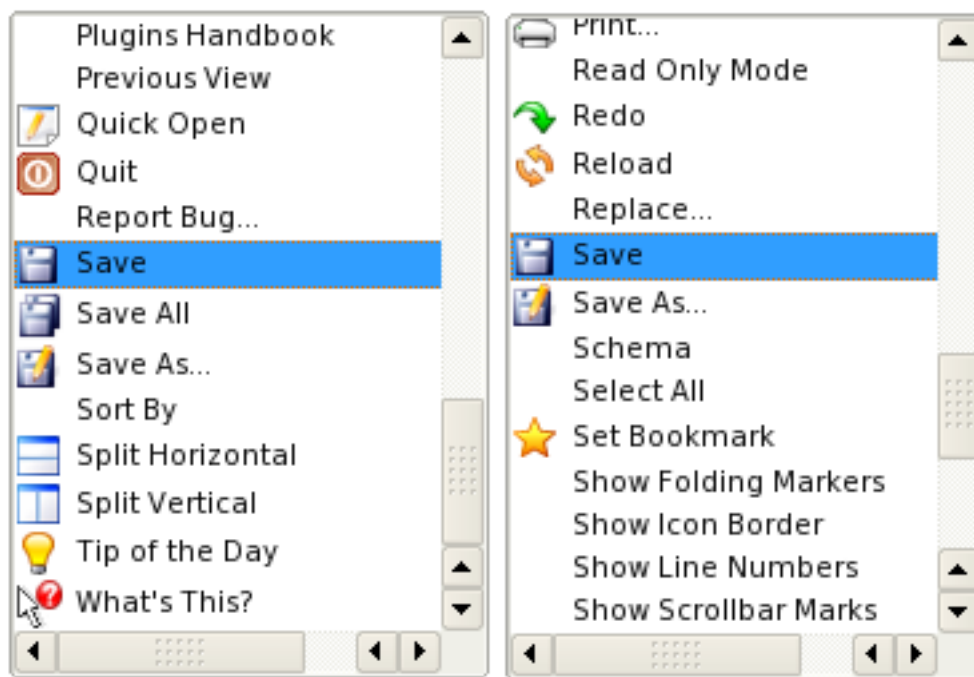 Plugins Handbook
Previous View
Quick Open
Quit
Report Bug...
Save
Save All
Save As...
Sort By
Split Horizontal
Split Vertical
Tip of the Day
What's This?
Print...
Read Only Mode
Redo
Reload
Replace...
Save
Save As...
Schema
Select All
Set Bookmark
Show Folding Markers
Show Icon Border
Show Line Numbers
Show Scrollbar Marks